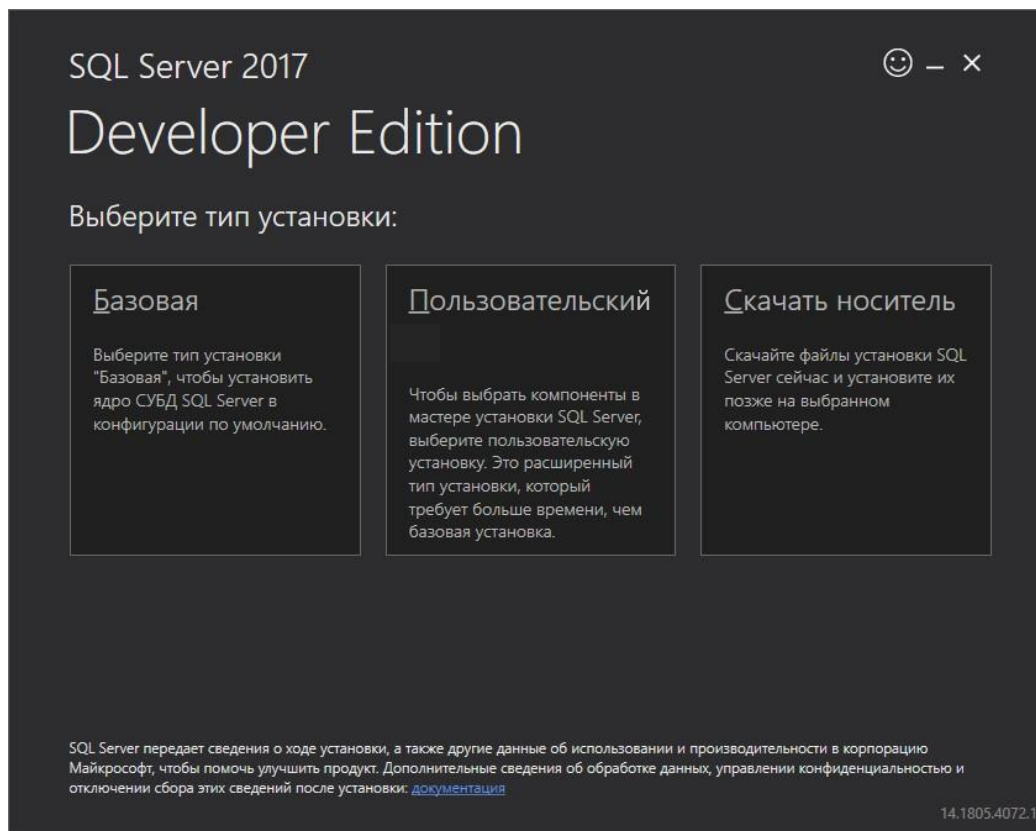 SQL Server 2017
Developer Edition
Выберите тип установки:
Базовая
Выберите тип установки
"Базовая", чтобы установить
ядро СУБД SQL Server в
конфигурации по умолчанию.
Пользовательский
Чтобы выбрать компоненты в
мастере установки SQL Server,
выберите пользовательскую
установку. Это расширенный
тип установки, который
требует больше времени, чем
базовая установка.
Скачать носитель
Скачайте файлы установки SQL
Server сейчас и установите их
позже на выбранном
компьютере.
SQL Server передает сведения о ходе установки, а также другие данные об использовании и производительности в корпорацию
Майкрософт, чтобы помочь улучшить продукт. Дополнительные сведения об обработке данных, управлении конфиденциальностью и
отключении сбора этих сведений после установки: документация
14.1805.4072.1